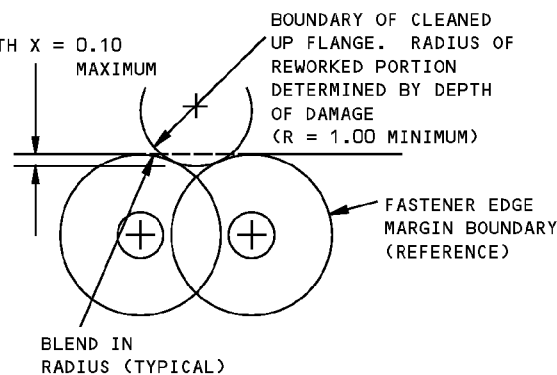 TH X = 0.10
MAXIMUM
BOUNDARY OF CLEANED
UP FLANGE. RADIUS OF
REWORKED PORTION
DETERMINED BY DEPTH
OF DAMAGE
(R = 1.00 MINIMUM)
FASTENER EDGE
MARGIN BOUNDARY
(REFERENCE)
BLEND IN
RADIUS (TYPICAL)